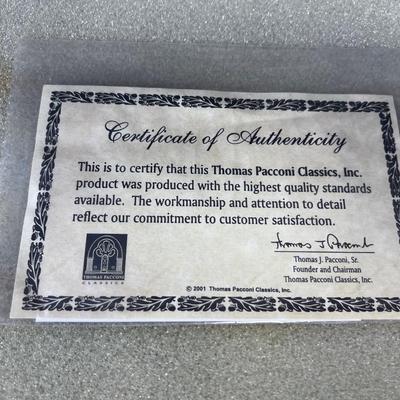 Certificate of Authenticity
This is to certify that this Thomas Pacconi Classics, Inc.
product was produced with the highest quality standards
available. The workmanship and attention to detail
reflect our commitment to customer satisfaction.
THOMAS PACCONI
CLASSICS
Thomas J Pacconi
Thomas J. Pacconi, Sr.
Founder and Chairman
Thomas Pacconi Classics, Inc.
© 2001 Thomas Pacconi Classics, Inc.